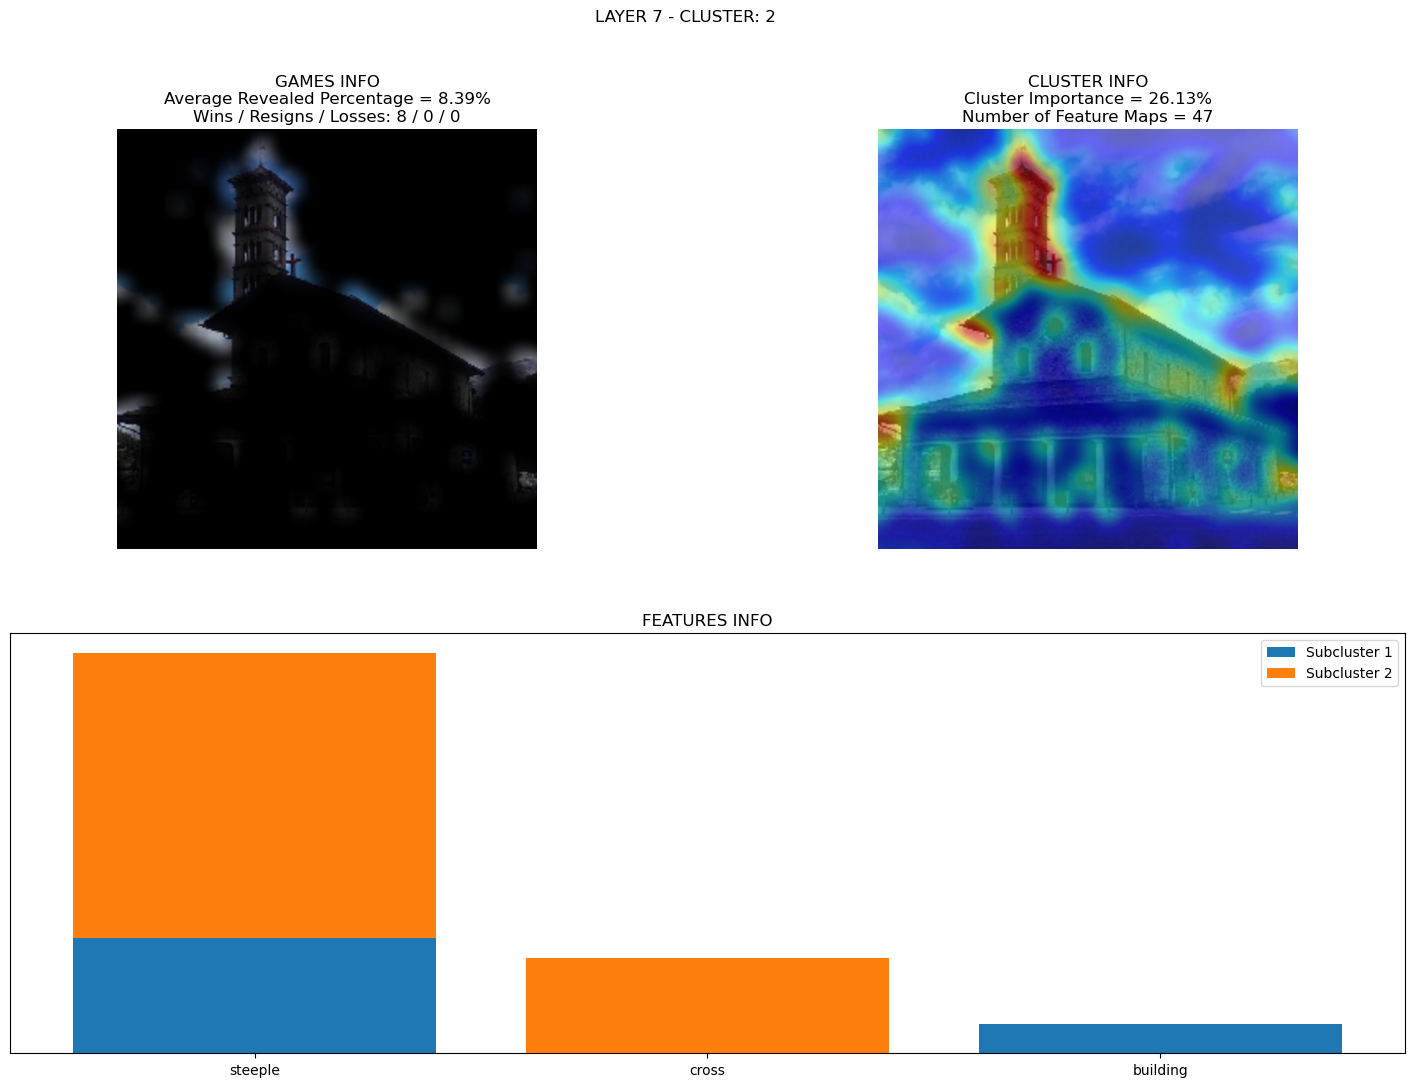 LAYER 7 - CLUSTER: 2
GAMES INFO
Average Revealed Percentage = 8.39%
Wins / Resigns / Losses: 8 / 0 / 0
CLUSTER INFO
Cluster Importance = 26.13%
Number of Feature Maps = 47
FEATURES INFO
Subcluster 1
Subcluster 2
steeple
cross
building